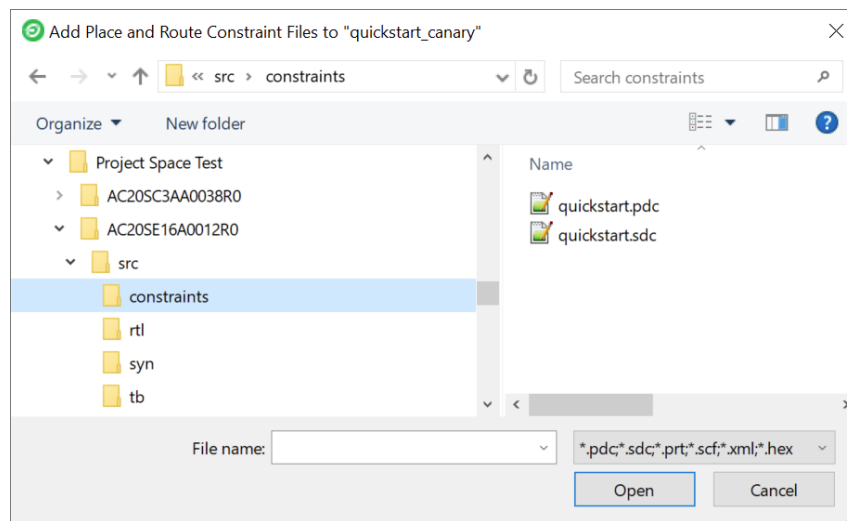 Add Place and Route Constraint Files to "quickstart_canary"
« src › constraints
Search constraints
Organize
New folder
Project Space Test
AC20SC3AA0038R0
AC20SE16A0012R0
src
constraints
rtl
syn
tb
Name
quickstart.pdc
quickstart.sdc
File name:
*.pdc;*.sdc;*.prt;*.scf;*.xml;*.hex
Open
Cancel